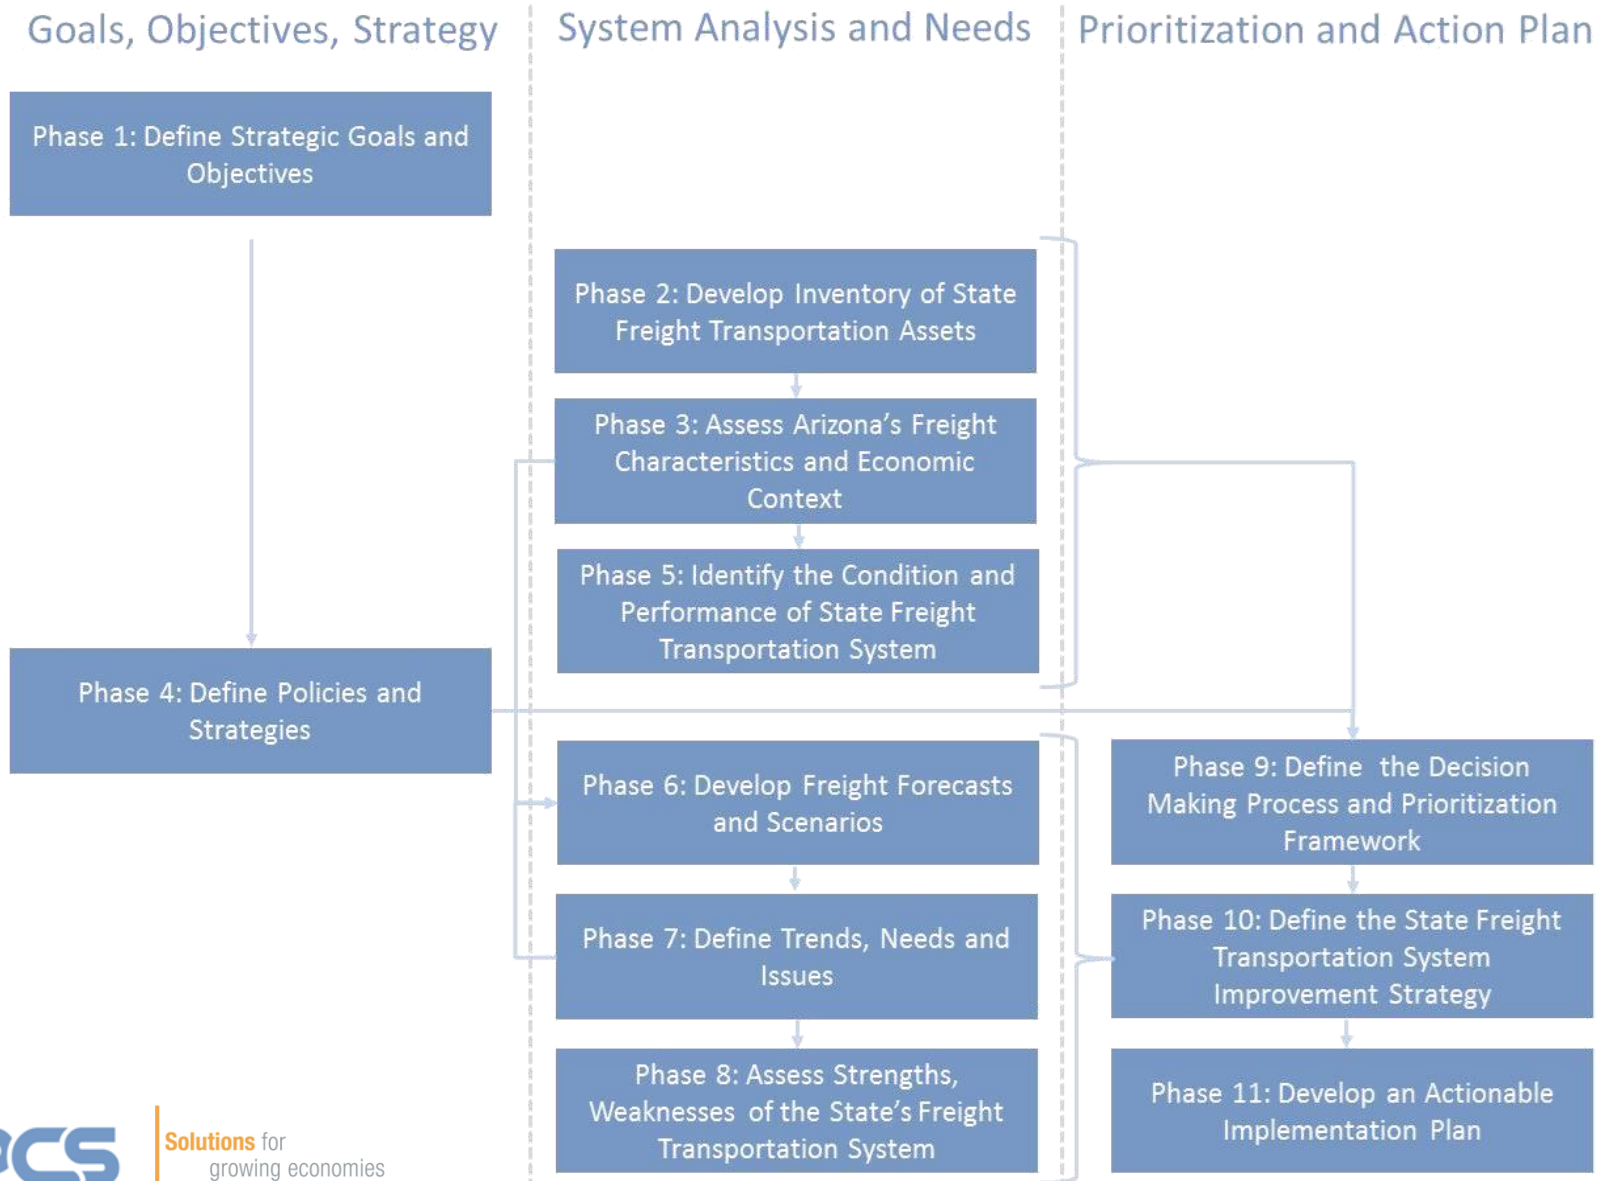 Goals, Objectives, Strategy
System Analysis and Needs
Prioritization and Action Plan
Phase 1: Define Strategic Goals and
Objectives
Phase 2: Develop Inventory of State
Freight Transportation Assets
Phase 3: Assess Arizona’s Freight
Characteristics and Economic
Context
Phase 5: Identify the Condition and
Performance of State Freight
Transportation System
Phase 4: Define Policies and
Strategies
Phase 6: Develop Freight Forecasts
and Scenarios
Phase 7: Define Trends, Needs and
Issues
Phase 8: Assess Strengths,
Weaknesses of the State’s Freight
Transportation System
Phase 9: Define the Decision
Making Process and Prioritization
Framework
Phase 10: Define the State Freight
Transportation System
Improvement Strategy
Phase 11: Develop an Actionable
Implementation Plan
CS
Solutions for
growing economies